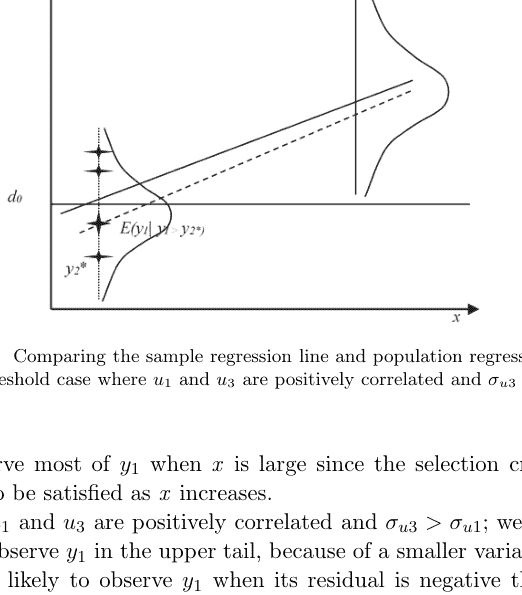 d0
E(y1| y1 > y2*)
y2*
x
Comparing the sample regression line and population regress
eshold case where u1 and u3 are positively correlated and σu3
rve most of y1 when x is large since the selection cr
o be satisfied as x increases.
1 and u3 are positively correlated and σu3 > σu1; we
bserve y1 in the upper tail, because of a smaller varia
likely to observe y1 when its residual is negative th